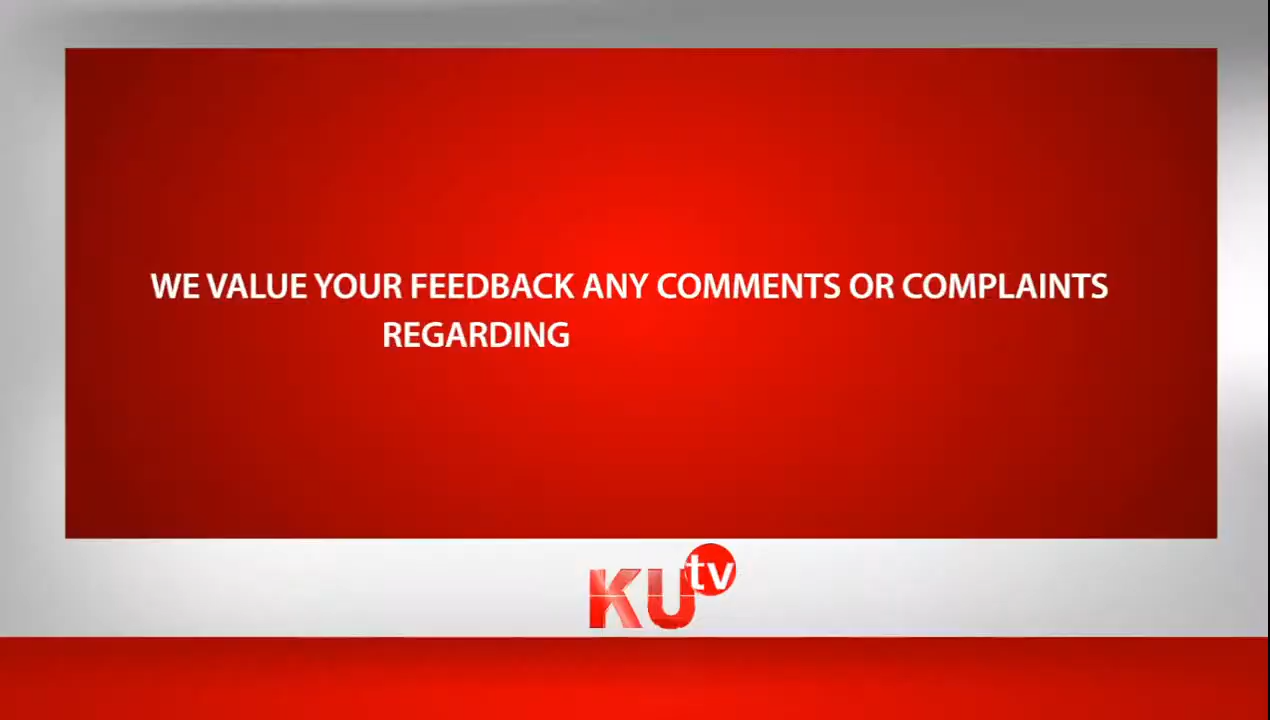 WE VALUE YOUR FEEDBACK ANY COMMENTS OR COMPLAINTS
REGARDING
KU tv